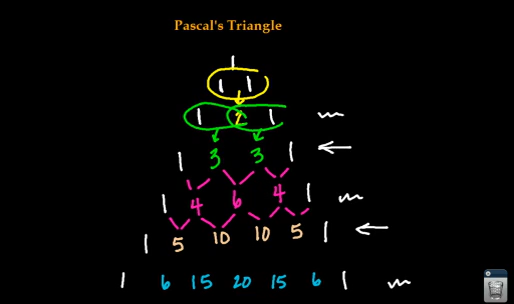 Pascal's Triangle
1
1 1
1 2 1 m
1 3 3 1
1 4 6 4 1 m
1 5 10 10 5 1
1 6 15 20 15 6 1 m